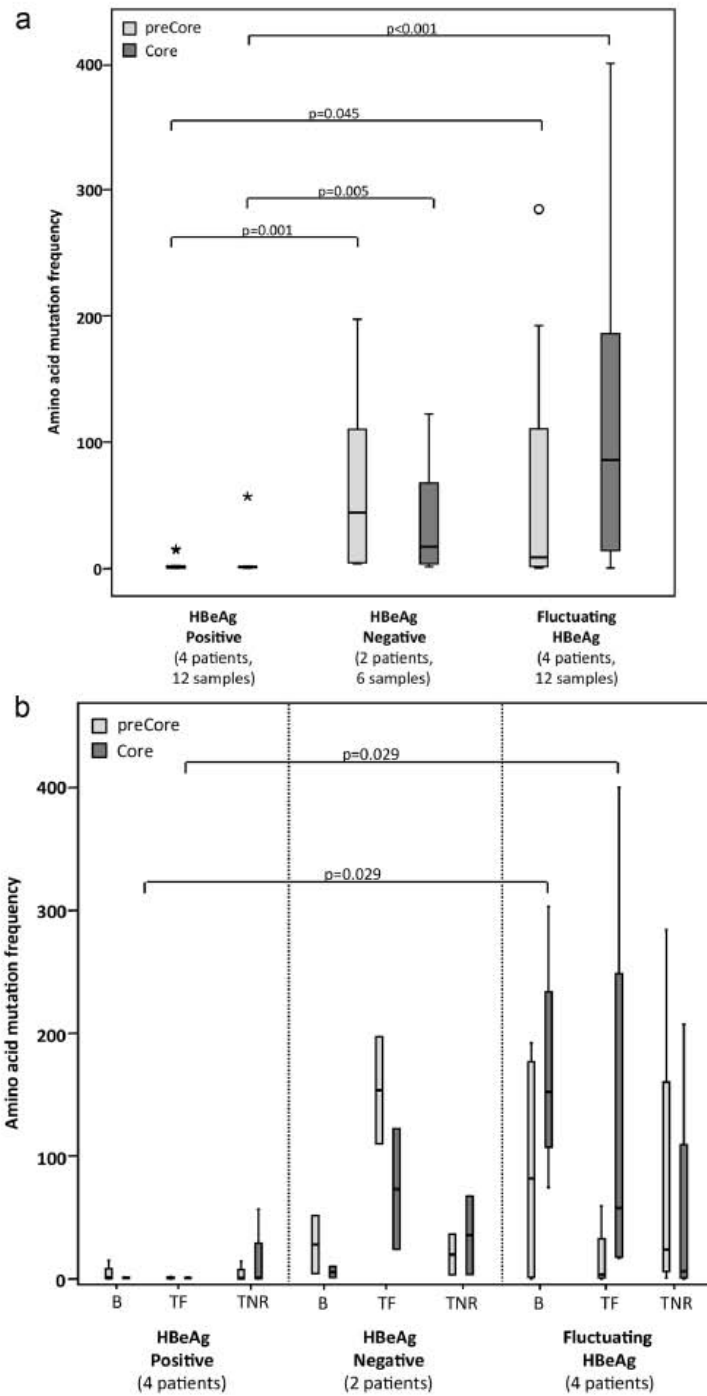 a
preCore
Core
p<0.001
400
p=0.045
300
p=0.005
p=0.001
200
100
0
Amino acid mutation frequency
HBeAg HBeAg Fluctuating
Positive Negative HBeAg
(4 patients, (2 patients, (4 patients,
12 samples) 6 samples) 12 samples)
b
preCore
Core
p=0.029
400
p=0.029
300
200
100
0
Amino acid mutation frequency
B TF TNR B TF TNR B TF TNR
HBeAg HBeAg Fluctuating
Positive Negative HBeAg
(4 patients) (2 patients) (4 patients)